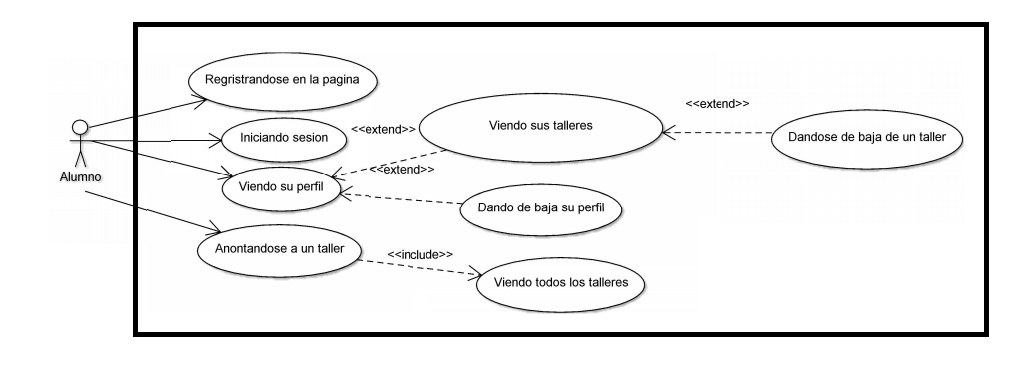 Regristrandose en la pagina
<<extend>>
Viendo sus talleres
<<extend>>
Iniciando sesion
Dandose de baja de un taller
Alumno
<<extend>>
Viendo su perfil
Dando de baja su perfil
Anontandose a un taller
<<include>>
Viendo todos los talleres